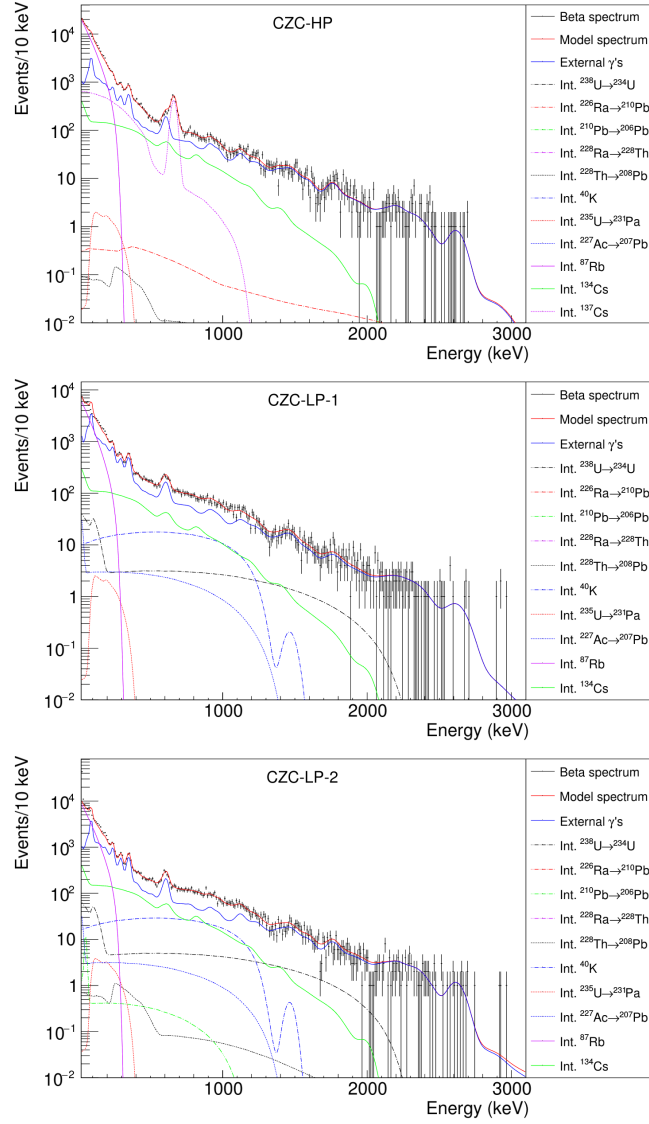 CZC-HP
Events/10 keV
10⁴
10³
10²
10
1
10⁻¹
10⁻²
1000
2000
3000
Energy (keV)
Beta spectrum
Model spectrum
External γ's
Int. ²³⁸U→²³⁴U
Int. ²²⁶Ra→²¹⁰Pb
Int. ²¹⁰Pb→²⁰⁶Pb
Int. ²²⁸Ra→²²⁸Th
Int. ²²⁸Th→²⁰⁸Pb
Int. ⁴⁰K
Int. ²³⁵U→²³¹Pa
Int. ²²⁷Ac→²⁰⁷Pb
Int. ⁸⁷Rb
Int. ¹³⁴Cs
Int. ¹³⁷Cs
CZC-LP-1
Events/10 keV
10⁴
10³
10²
10
1
10⁻¹
10⁻²
1000
2000
3000
Energy (keV)
Beta spectrum
Model spectrum
External γ's
Int. ²³⁸U→²³⁴U
Int. ²²⁶Ra→²¹⁰Pb
Int. ²¹⁰Pb→²⁰⁶Pb
Int. ²²⁸Ra→²²⁸Th
Int. ²²⁸Th→²⁰⁸Pb
Int. ⁴⁰K
Int. ²³⁵U→²³¹Pa
Int. ²²⁷Ac→²⁰⁷Pb
Int. ⁸⁷Rb
Int. ¹³⁴Cs
CZC-LP-2
Events/10 keV
10⁴
10³
10²
10
1
10⁻¹
10⁻²
1000
2000
3000
Energy (keV)
Beta spectrum
Model spectrum
External γ's
Int. ²³⁸U→²³⁴U
Int. ²²⁶Ra→²¹⁰Pb
Int. ²¹⁰Pb→²⁰⁶Pb
Int. ²²⁸Ra→²²⁸Th
Int. ²²⁸Th→²⁰⁸Pb
Int. ⁴⁰K
Int. ²³⁵U→²³¹Pa
Int. ²²⁷Ac→²⁰⁷Pb
Int. ⁸⁷Rb
Int. ¹³⁴Cs